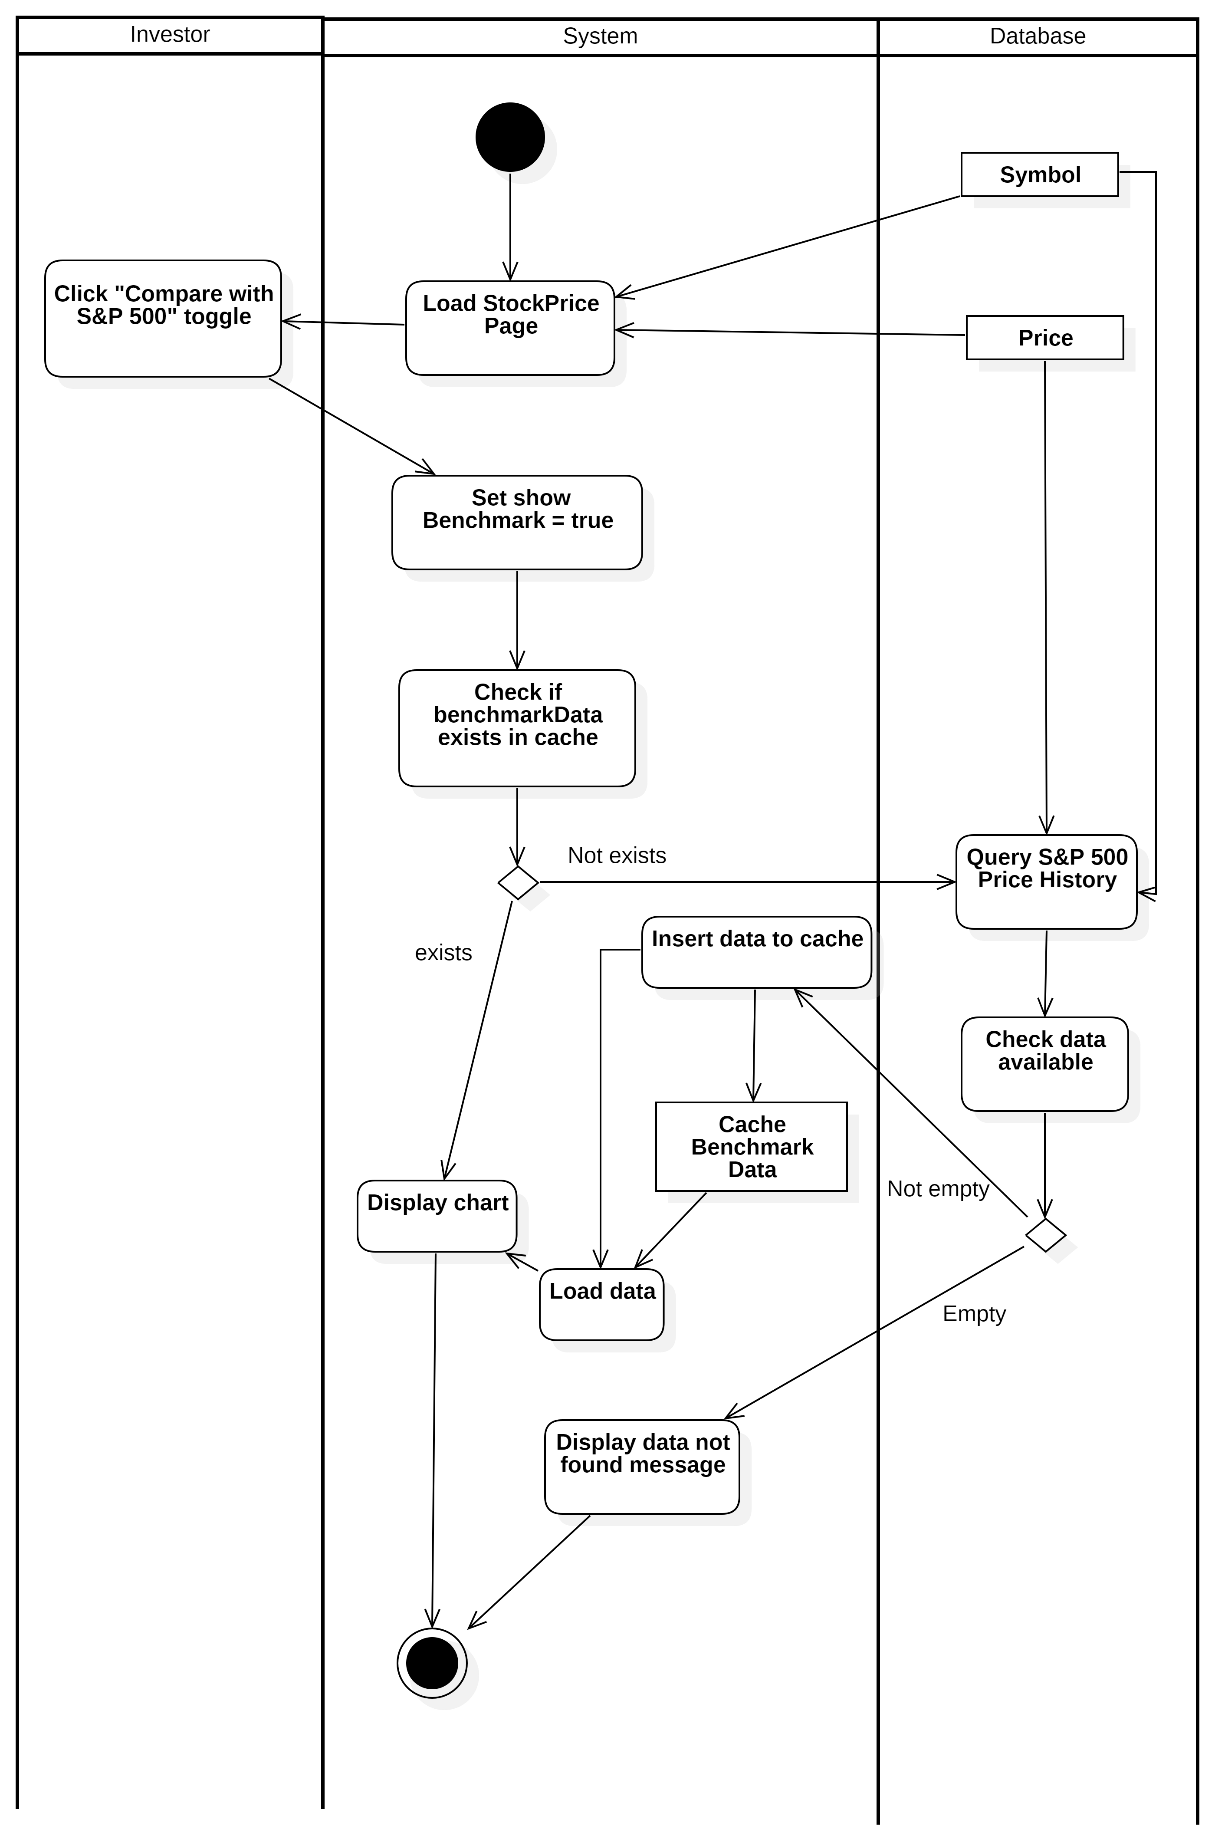 Investor
System
Database
Symbol
Click "Compare with
S&P 500" toggle
Load StockPrice
Page
Price
Set show
Benchmark = true
Check if
benchmarkData
exists in cache
Not exists
Query S&P 500
Price History
exists
Insert data to cache
Check data
available
Cache
Benchmark
Data
Not empty
Display chart
Load data
Empty
Display data not
found message